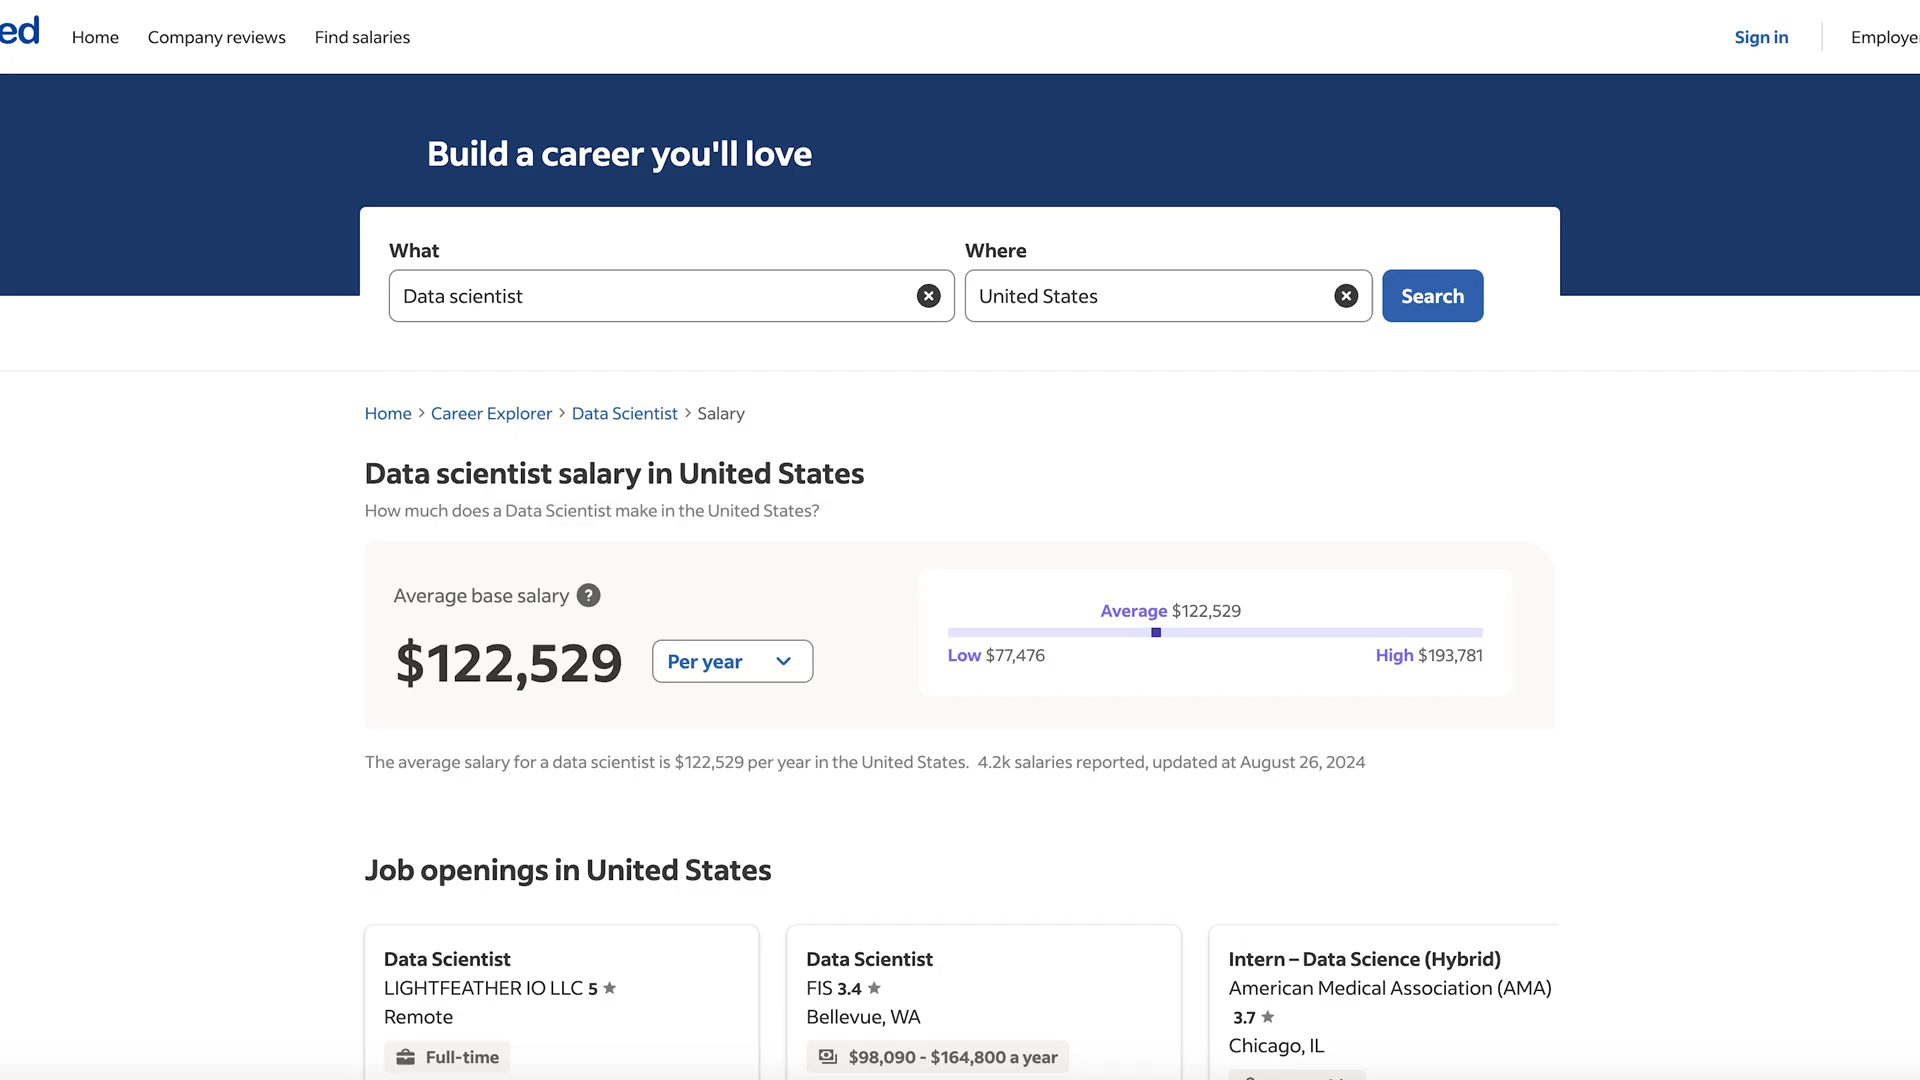 ed
Home Company reviews Find salaries Sign in Employe
Build a career you'll love
What Where
Data scientist United States Search
Home > Career Explorer > Data Scientist > Salary
Data scientist salary in United States
How much does a Data Scientist make in the United States?
Average base salary ?
$122,529 Per year
Average $122,529
Low $77,476 High $193,781
The average salary for a data scientist is $122,529 per year in the United States. 4.2k salaries reported, updated at August 26, 2024
Job openings in United States
Data Scientist
LIGHTFEATHER IO LLC 5 ★
Remote
Full-time
Data Scientist
FIS 3.4 ★
Bellevue, WA
$98,090 - $164,800 a year
Intern – Data Science (Hybrid)
American Medical Association (AMA)
3.7 ★
Chicago, IL